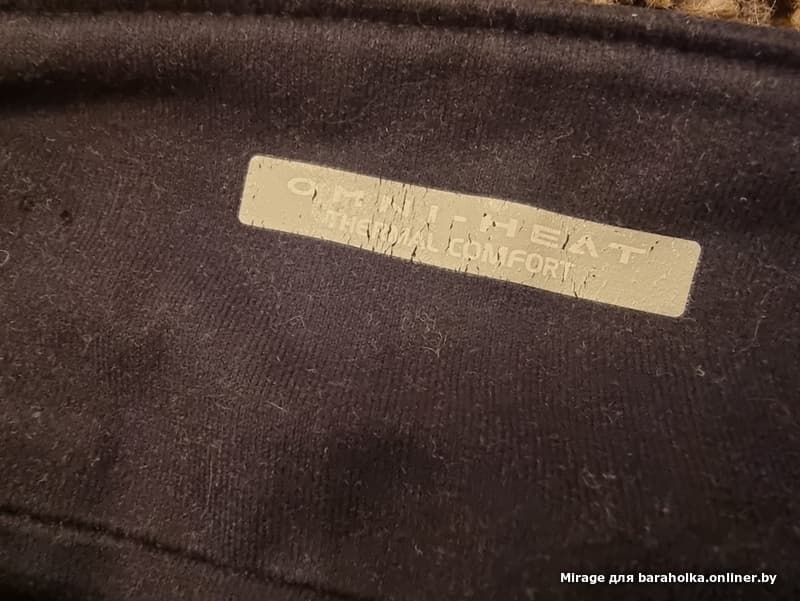 OMNI-HEAT
THERMAL COMFORT
Mirage для baraholka.onliner.by